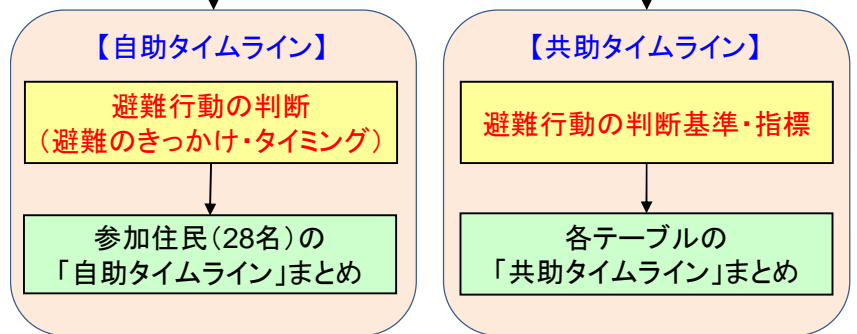 【自助タイムライン】
避難行動の判断
（避難のきっかけ・タイミング）
参加住民（28名）の
「自助タイムライン」まとめ
【共助タイムライン】
避難行動の判断基準・指標
各テーブルの
「共助タイムライン」まとめ